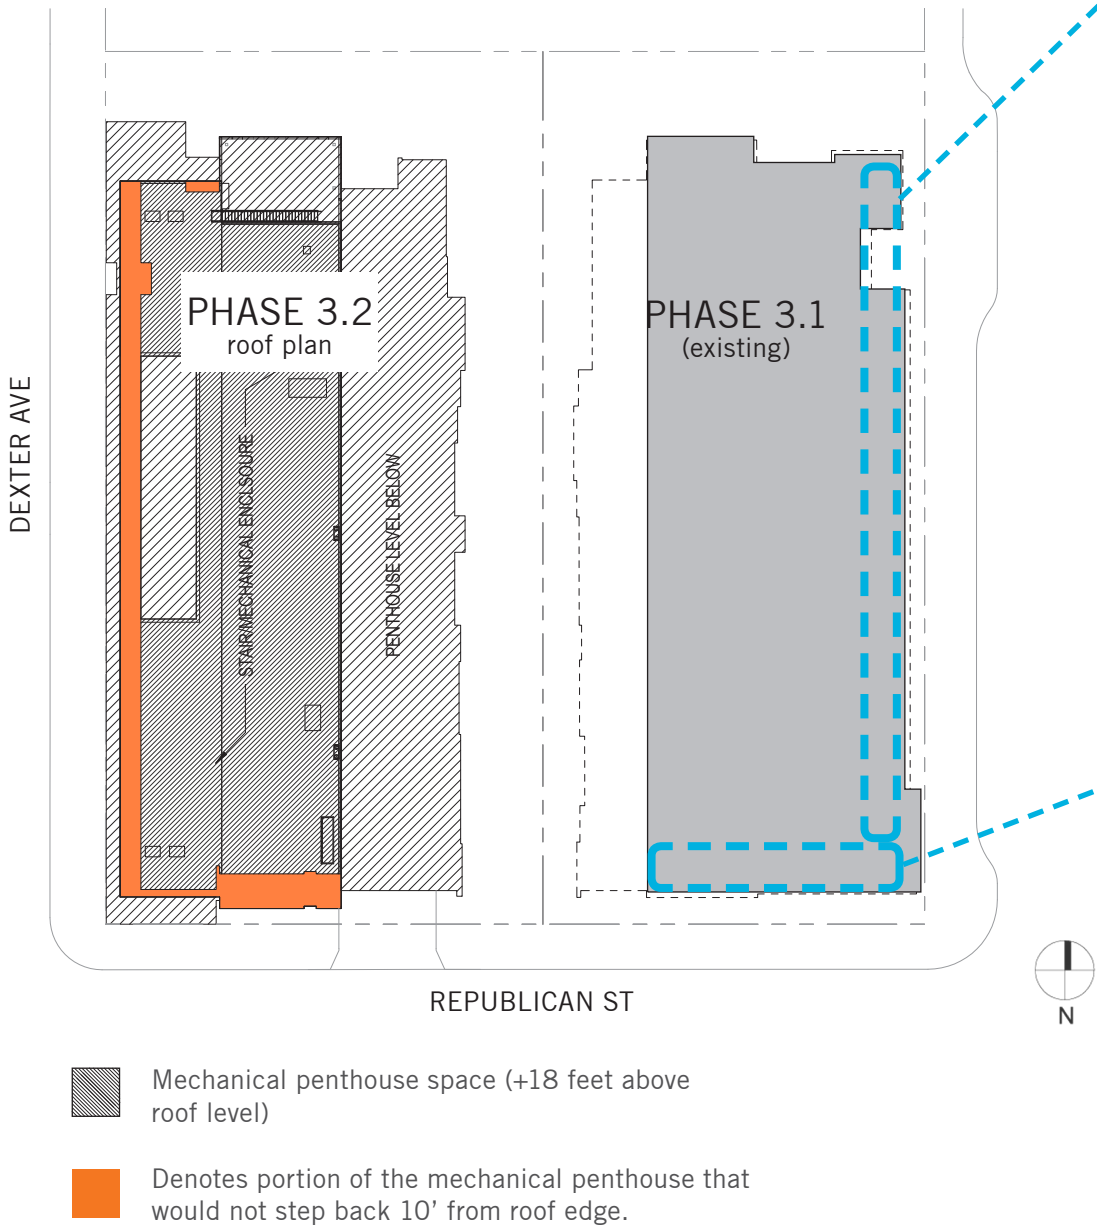 PHASE 3.2
roof plan
PHASE 3.1
(existing)
DEXTER AVE
STAIR/MECHANICAL ENCLSOURE
PENTHOUSE LEVEL BELOW
REPUBLICAN ST
N
Mechanical penthouse space (+18 feet above
roof level)
Denotes portion of the mechanical penthouse that
would not step back 10’ from roof edge.